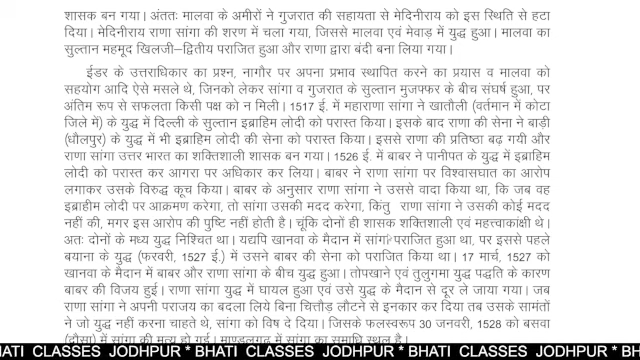 शासक बन गया। अंततः मालवा के अमीरों ने गुजरात की सहायता से मेदिनीराय को इस स्थिति से हटा
दिया। मेदिनीराय राणा सांगा की शरण में चला गया, जिससे मालवा एवं मेवाड़ में युद्ध हुआ। मालवा का
सुल्तान महमूद खिलजी–द्वितीय पराजित हुआ और राणा द्वारा बंदी बना लिया गया।
ईडर के उत्तराधिकार का प्रश्न, नागौर पर अपना प्रभाव स्थापित करने का प्रयास व मालवा को
सहयोग आदि ऐसे मसले थे, जिनको लेकर सांगा व गुजरात के सुल्तान मुजफ्फर के बीच संघर्ष हुआ, पर
अंतिम रूप से सफलता किसी पक्ष को न मिली। 1517 ई. में महाराणा सांगा ने खातौली (वर्तमान में कोटा
जिले में) के युद्ध में दिल्ली के सुल्तान इब्राहिम लोदी को परास्त किया। इसके बाद राणा की सेना ने बाड़ी
(धौलपुर) के युद्ध में भी इब्राहिम लोदी की सेना को परास्त किया। इससे राणा की प्रतिष्ठा बढ़ गयी और
राणा सांगा उत्तर भारत का शक्तिशाली शासक बन गया। 1526 ई. में बाबर ने पानीपत के युद्ध में इब्राहिम
लोदी को परास्त कर आगरा पर अधिकार कर लिया। बाबर ने राणा सांगा पर विश्वासघात का आरोप
लगाकर उसके विरुद्ध कूच किया। बाबर के अनुसार राणा सांगा ने उससे वादा किया था, कि जब वह
इब्राहीम लोदी पर आक्रमण करेगा, तो सांगा उसकी मदद करेगा, किंतु राणा सांगा ने उसकी कोई मदद
नहीं की, मगर इस आरोप की पुष्टि नहीं होती है। चूंकि दोनों ही शासक शक्तिशाली एवं महत्त्वाकांक्षी थे।
अतः दोनों के मध्य युद्ध निश्चित था। यद्यपि खानवा के मैदान में सांगा पराजित हुआ था, पर इससे पहले
बयाना के युद्ध (फरवरी, 1527 ई.) में उसने बाबर की सेना को पराजित किया था। 17 मार्च, 1527 को
खानवा के मैदान में बाबर और राणा सांगा के बीच युद्ध हुआ। तोपखाने एवं तुलुगमा युद्ध पद्धति के कारण
बाबर की विजय हुई। राणा सांगा युद्ध में घायल हुआ एवं उसे युद्ध के मैदान से दूर ले जाया गया। जब
राणा सांगा ने अपनी पराजय का बदला लिये बिना चित्तौड़ लौटने से इनकार कर दिया तब उसके सामंतों
ने जो युद्ध नहीं करना चाहते थे, सांगा को विष दे दिया। जिसके फलस्वरूप 30 जनवरी, 1528 को बसवा
(दौसा) में सांगा की मृत्यु हो गई। माण्डलगढ़ में सांगा का समाधि स्थल है।
HATI CLASSES JODHPUR * BHATI CLASSES JODHPUR * BHATI CLASSES JODHPUR * BHATI